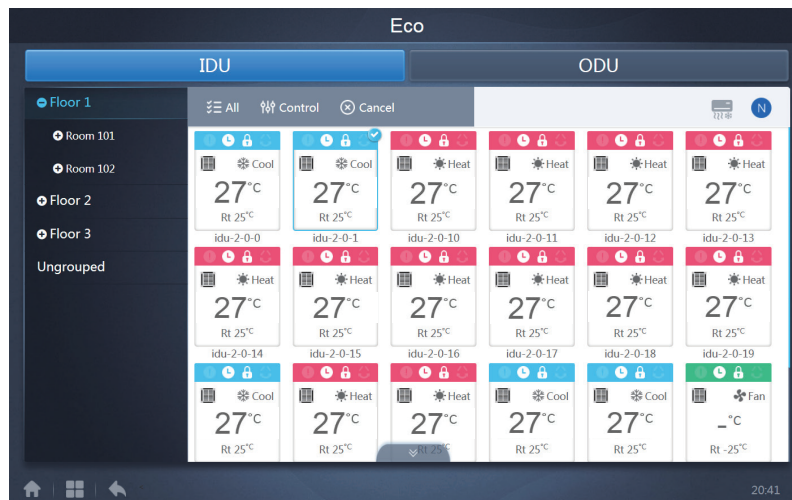 Eco
IDU ODU
Floor 1
All Control Cancel N
Room 101
Room 102
Floor 2
Floor 3
Ungrouped
Cool Cool Heat Heat Heat Heat
27°C 27°C 27°C 27°C 27°C 27°C
Rt 25°C Rt 25°C Rt 25°C Rt 25°C Rt 25°C Rt 25°C
idu-2-0-0 idu-2-0-1 idu-2-0-10 idu-2-0-11 idu-2-0-12 idu-2-0-13
Heat Heat Heat Heat Heat Heat
27°C 27°C 27°C 27°C 27°C 27°C
Rt 25°C Rt 25°C Rt 25°C Rt 25°C Rt 25°C Rt 25°C
idu-2-0-14 idu-2-0-15 idu-2-0-16 idu-2-0-17 idu-2-0-18 idu-2-0-19
Cool Heat Heat Cool Cool Fan
27°C 27°C 27°C 27°C 27°C _°C
Rt 25°C Rt 25°C Rt 25°C Rt 25°C Rt 25°C Rt -25°C
20:41